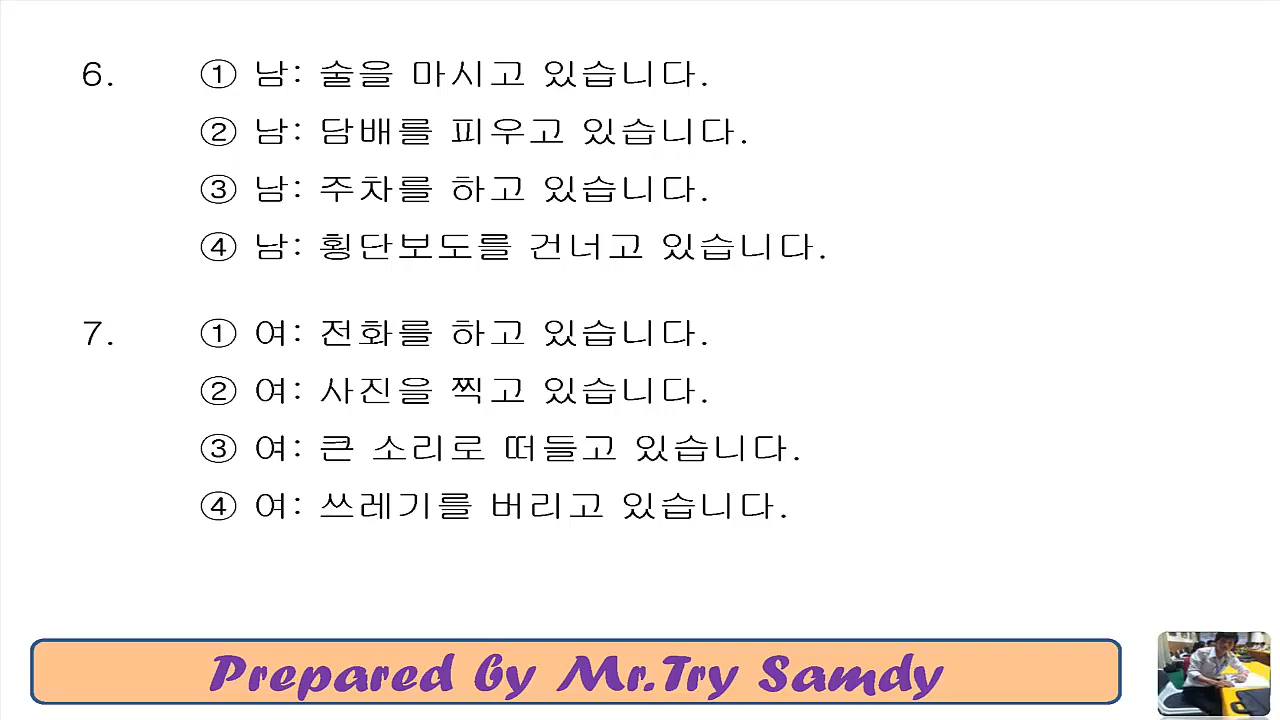 6. ① 남: 술을 마시고 있습니다.
② 남: 담배를 피우고 있습니다.
③ 남: 주차를 하고 있습니다.
④ 남: 횡단보도를 건너고 있습니다.
7. ① 여: 전화를 하고 있습니다.
② 여: 사진을 찍고 있습니다.
③ 여: 큰 소리로 떠들고 있습니다.
④ 여: 쓰레기를 버리고 있습니다.
Prepared by Mr.Try Samdy